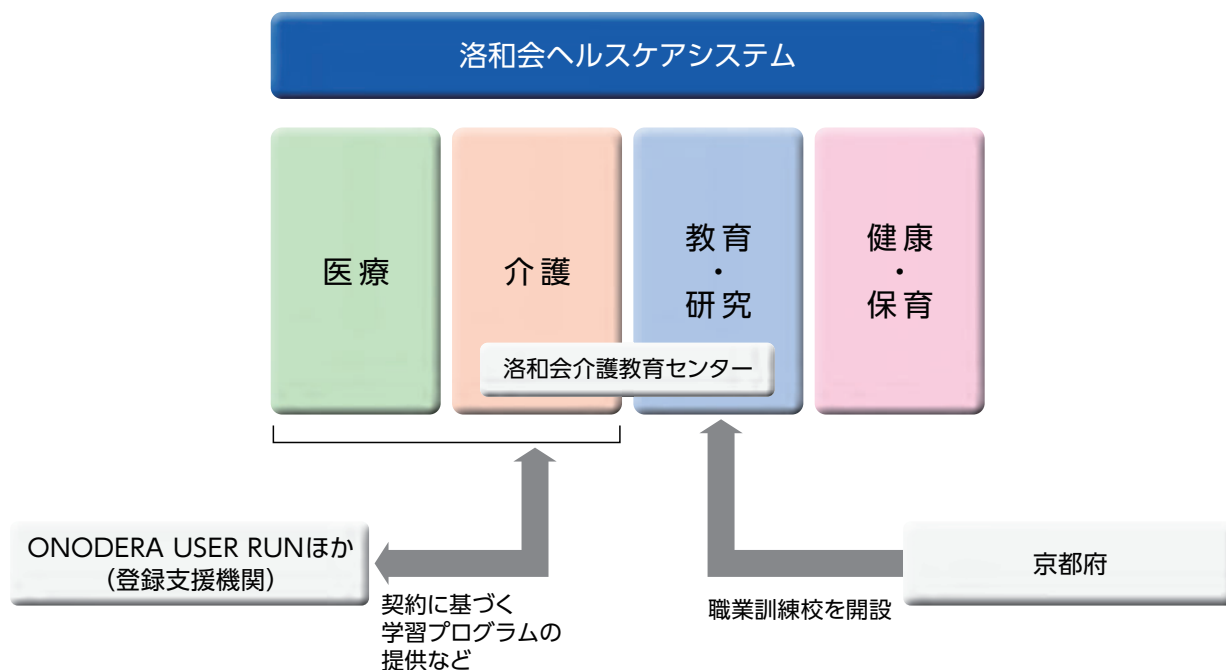 洛和会ヘルスケアシステム
医療
介護
教育
・
研究
健康
・
保育
洛和会介護教育センター
ONODERA USER RUNほか
（登録支援機関）
契約に基づく
学習プログラムの
提供など
職業訓練校を開設
京都府